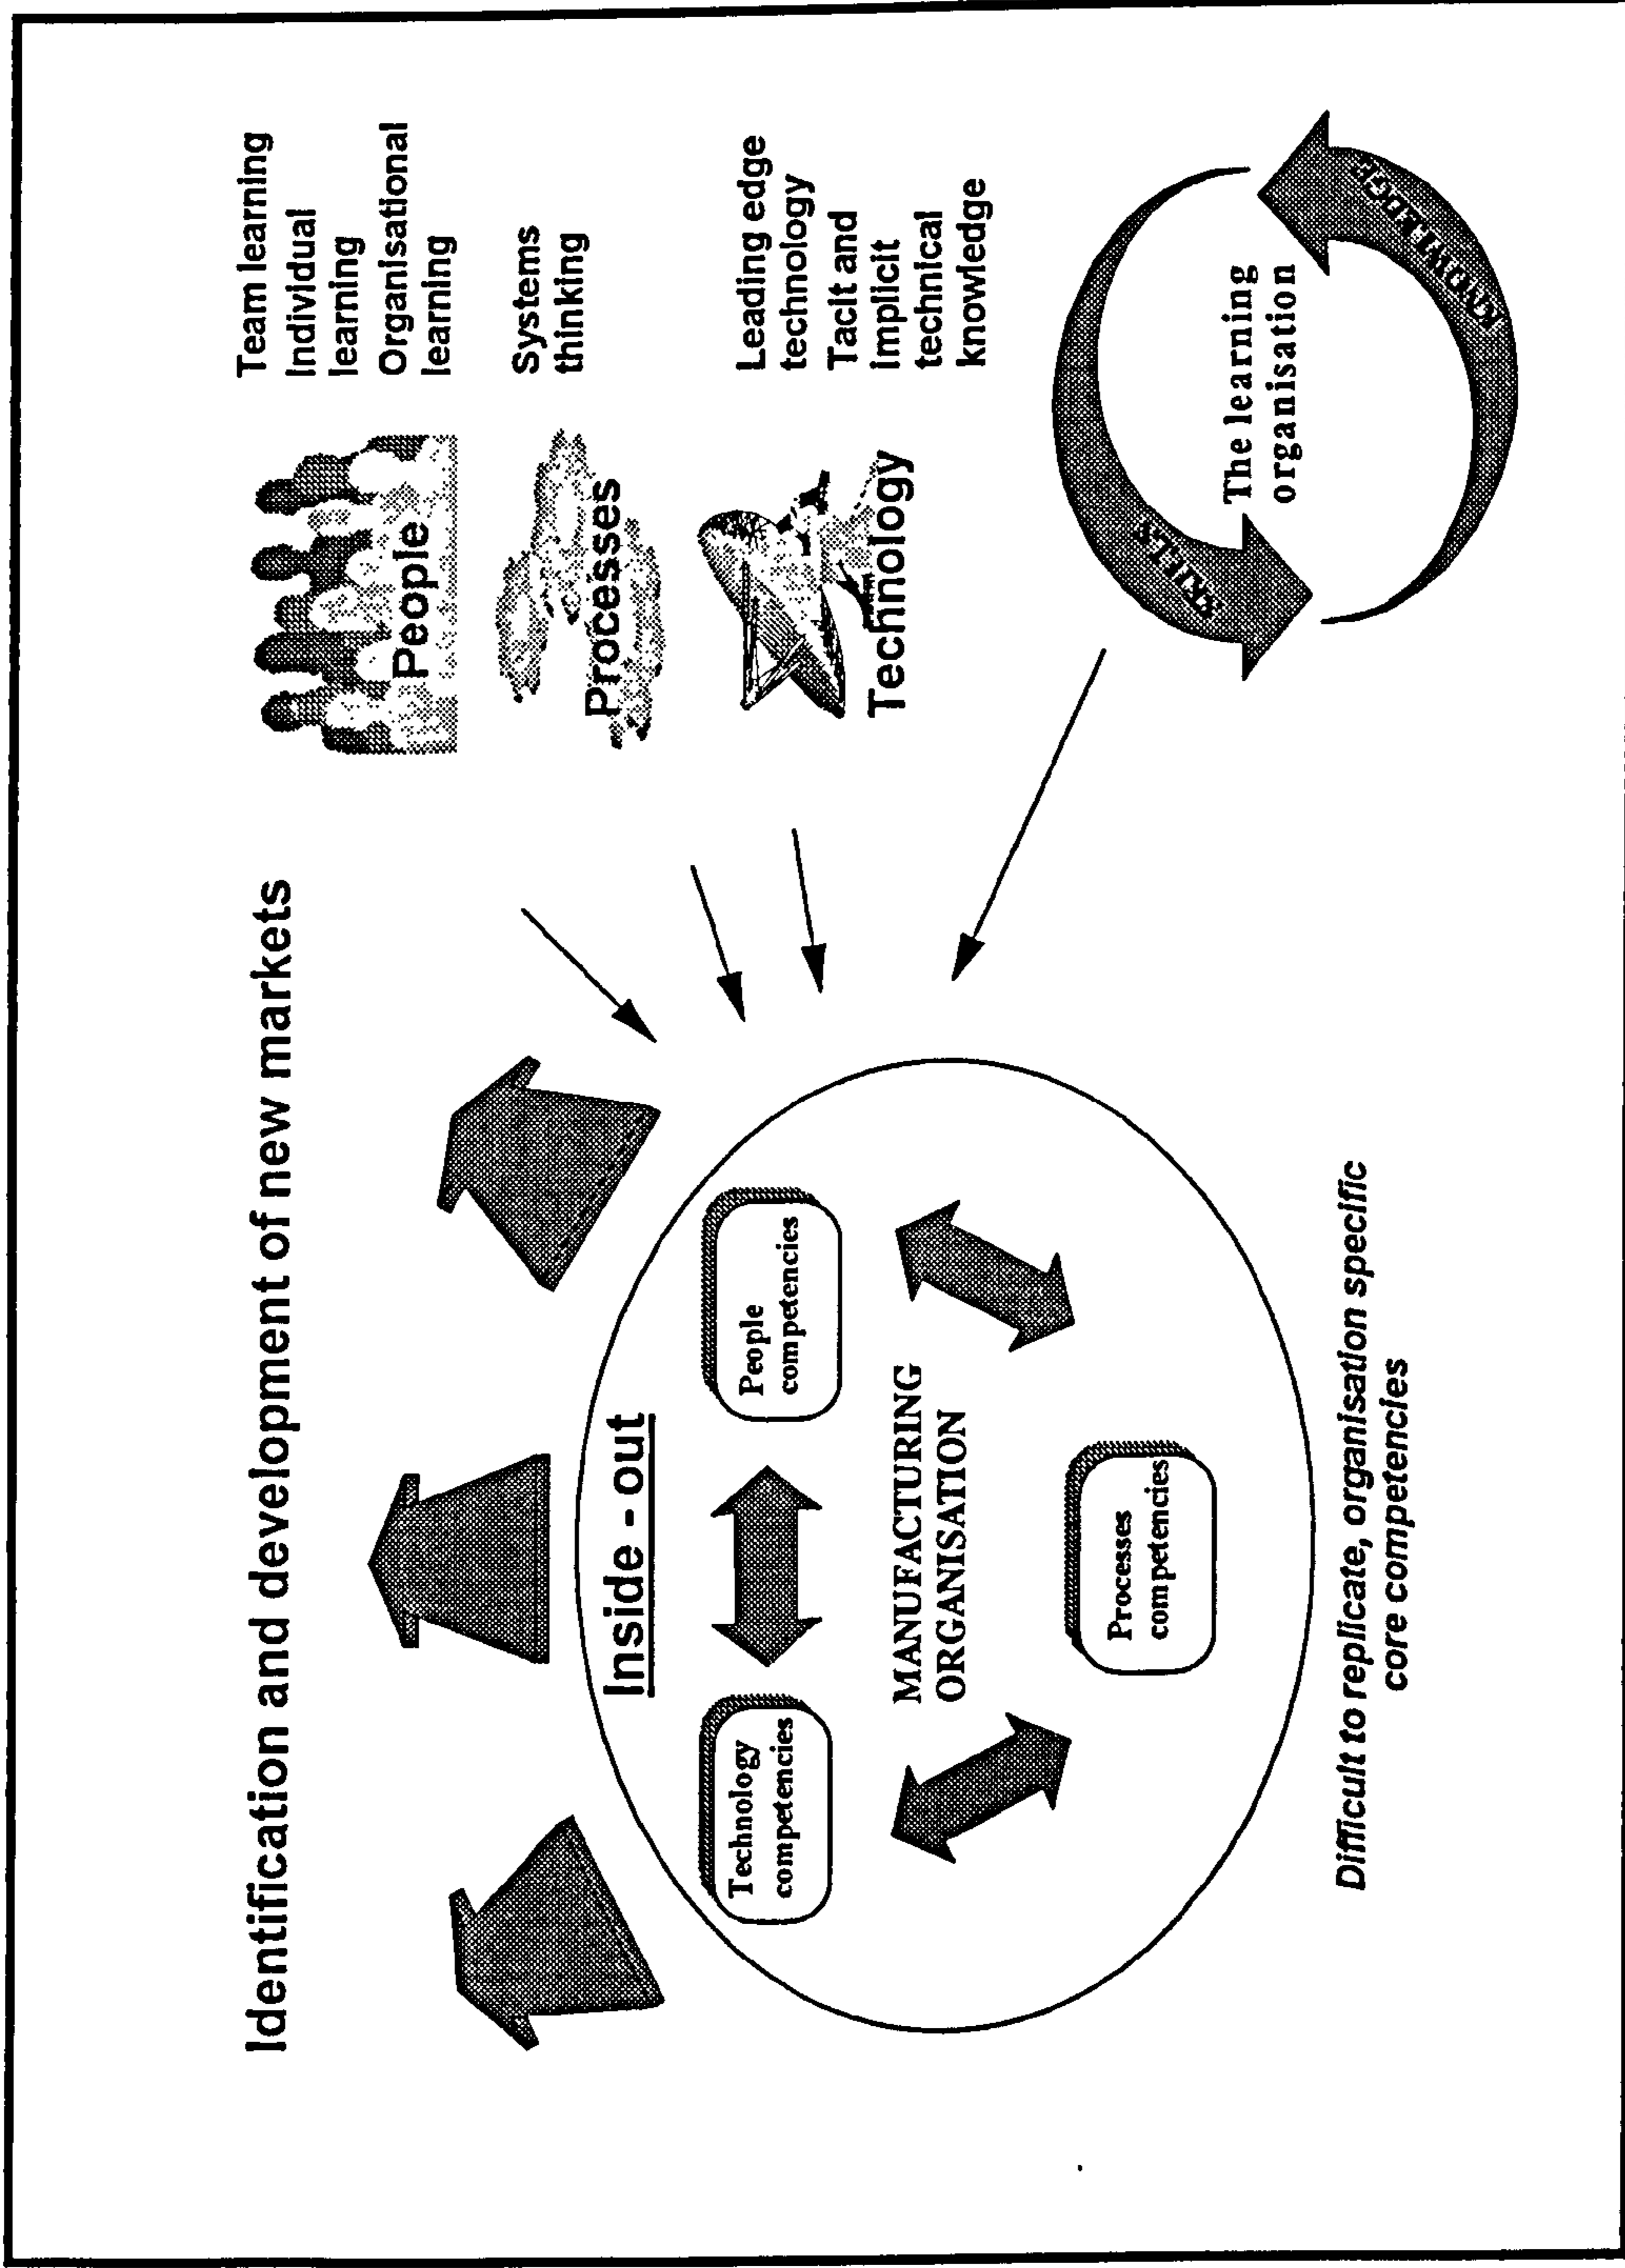 Identification and development of new markets
Inside - out
Technology
competencies
People
competencies
MANUFACTURING
ORGANISATION
Processes
competencies
Difficult to replicate, organisation specific
core competencies
People
Team learning
Individual
learning
Organisational
learning
Processes
Systems
thinking
Technology
Leading edge
technology
Tacit and
implicit
technical
knowledge
SKILLS
The learning
organisation
KNOWLEDGE